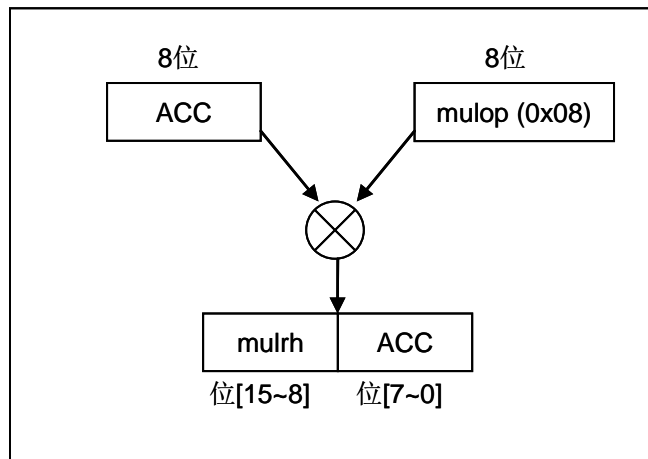 8位 8位
ACC mulop (0x08)
mulrh ACC
位[15~8] 位[7~0]